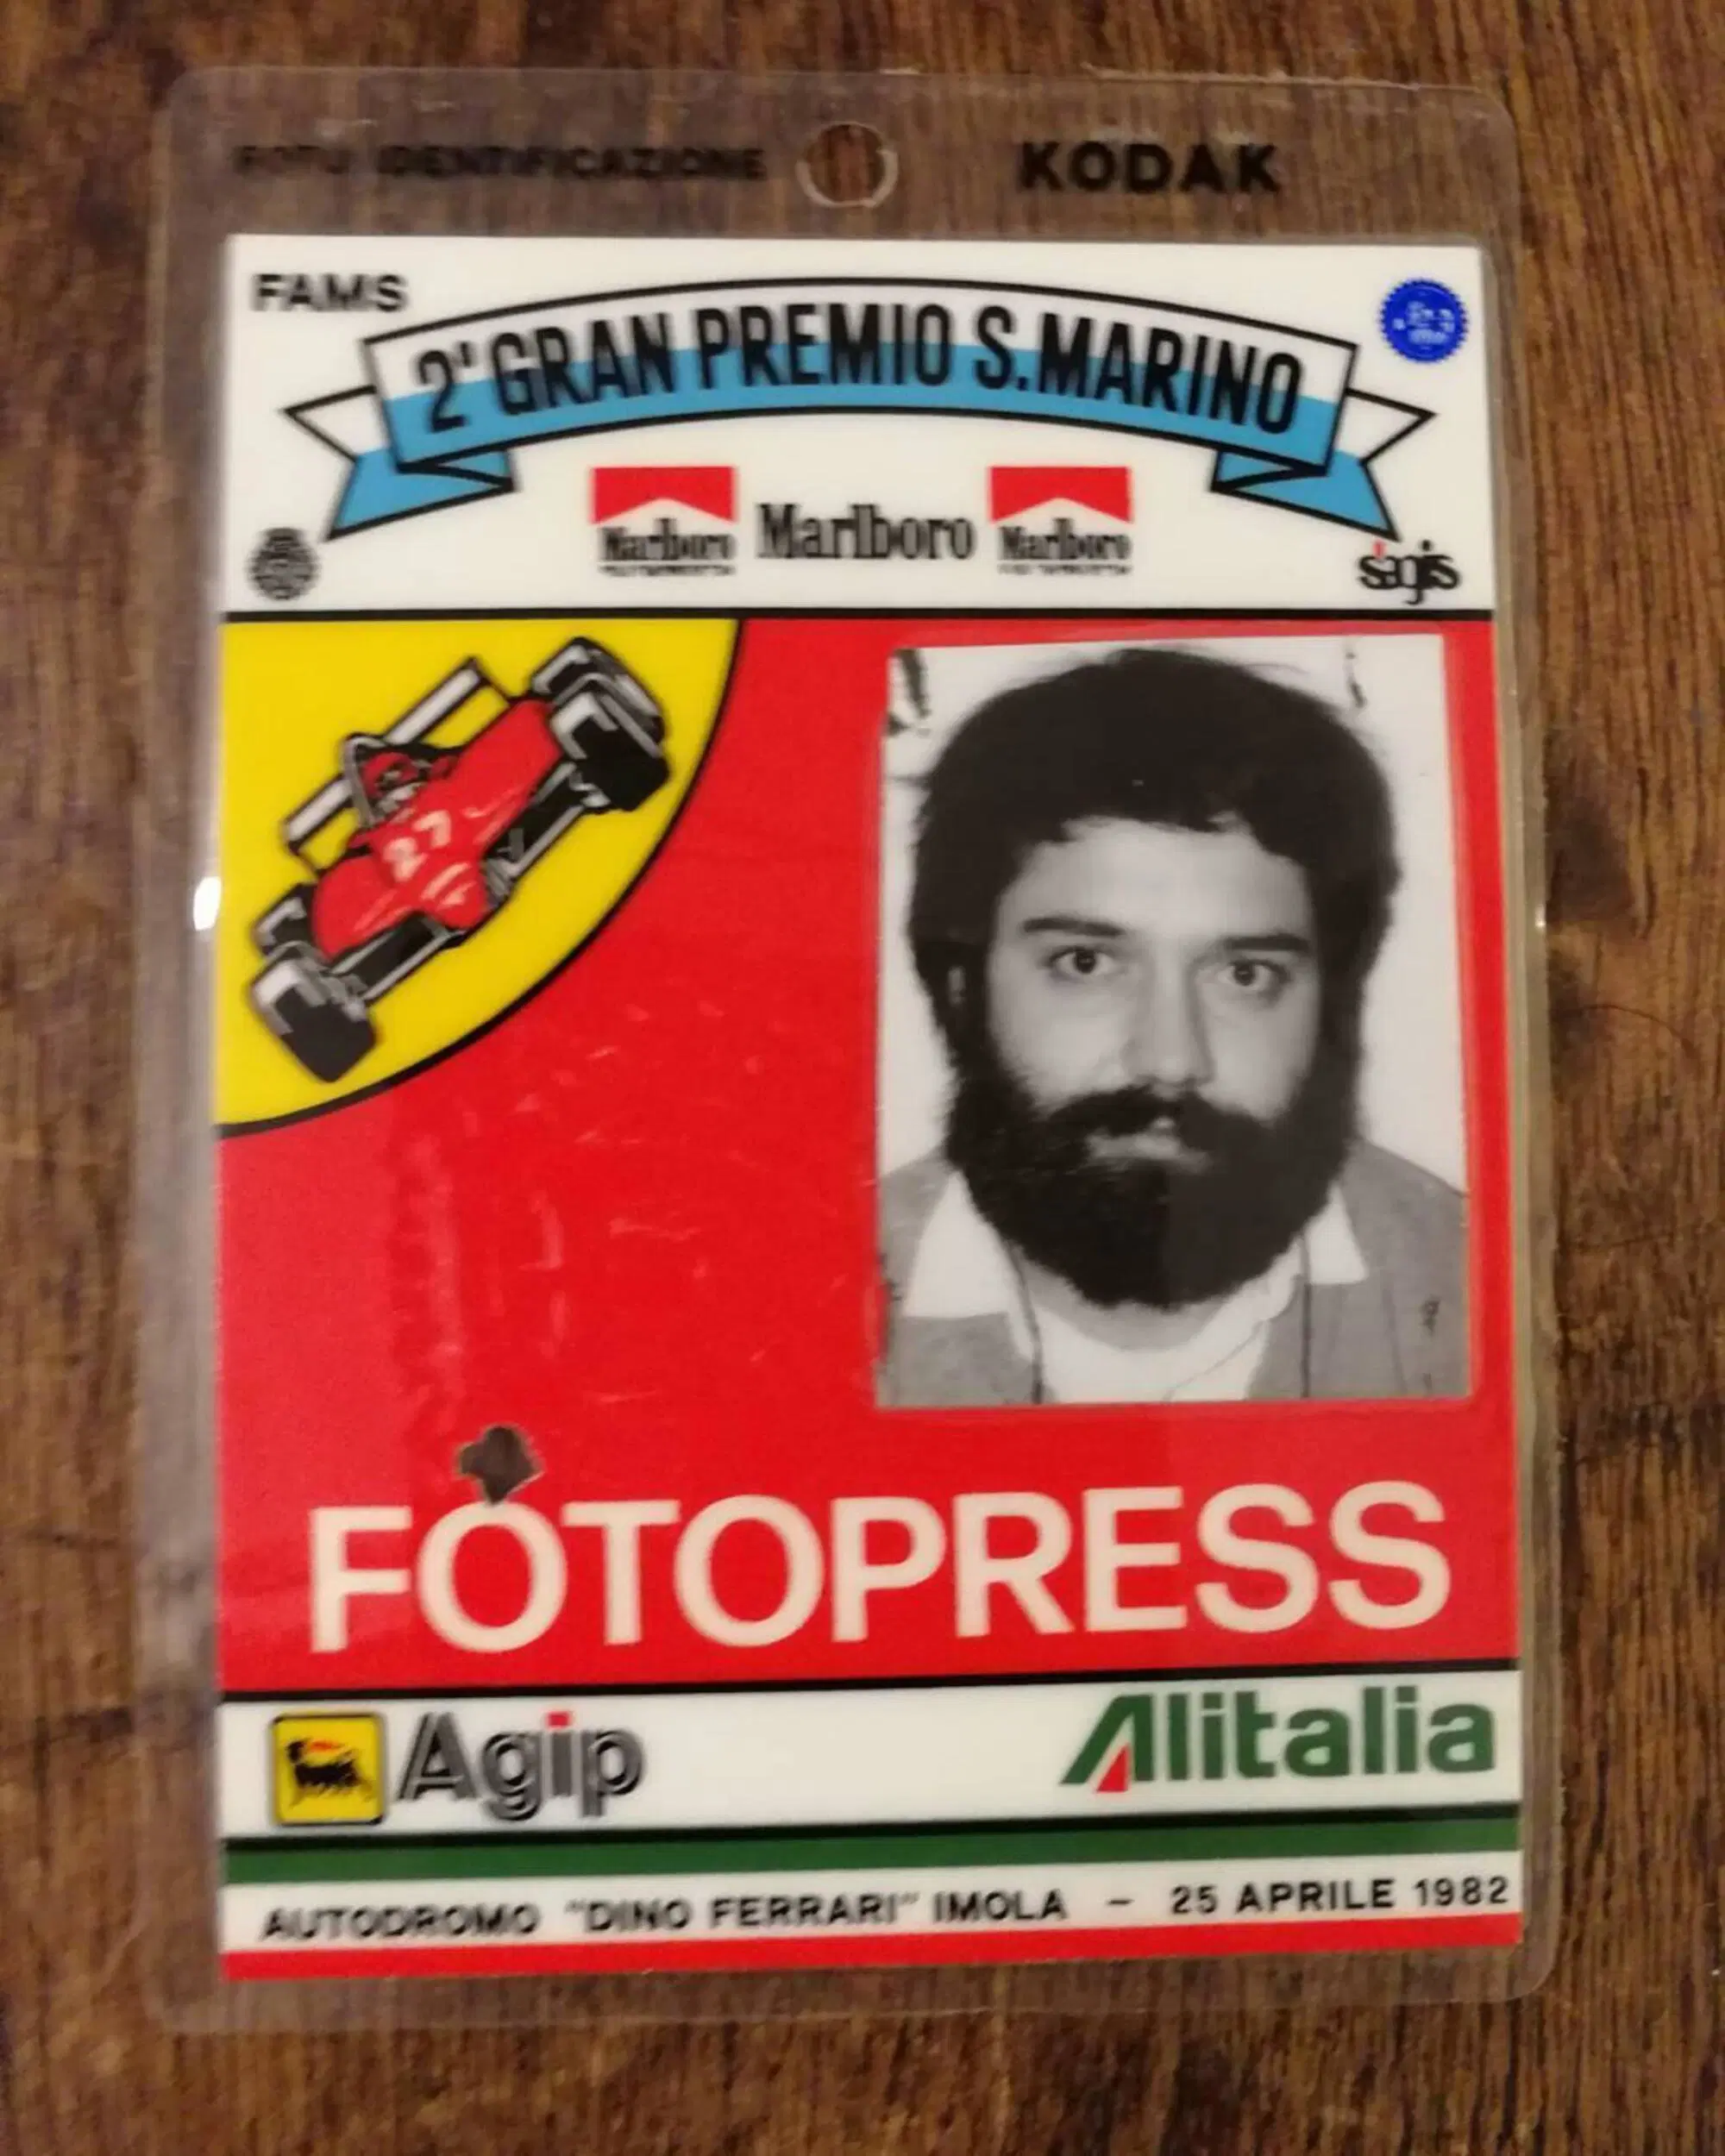 FOTO IDENTIFICAZIONE KODAK
FAMS
2° GRAN PREMIO S.MARINO
Marlboro Marlboro Marlboro
sagis
27
FOTOPRESS
Agip Alitalia
AUTODROMO "DINO FERRARI" IMOLA - 25 APRILE 1982